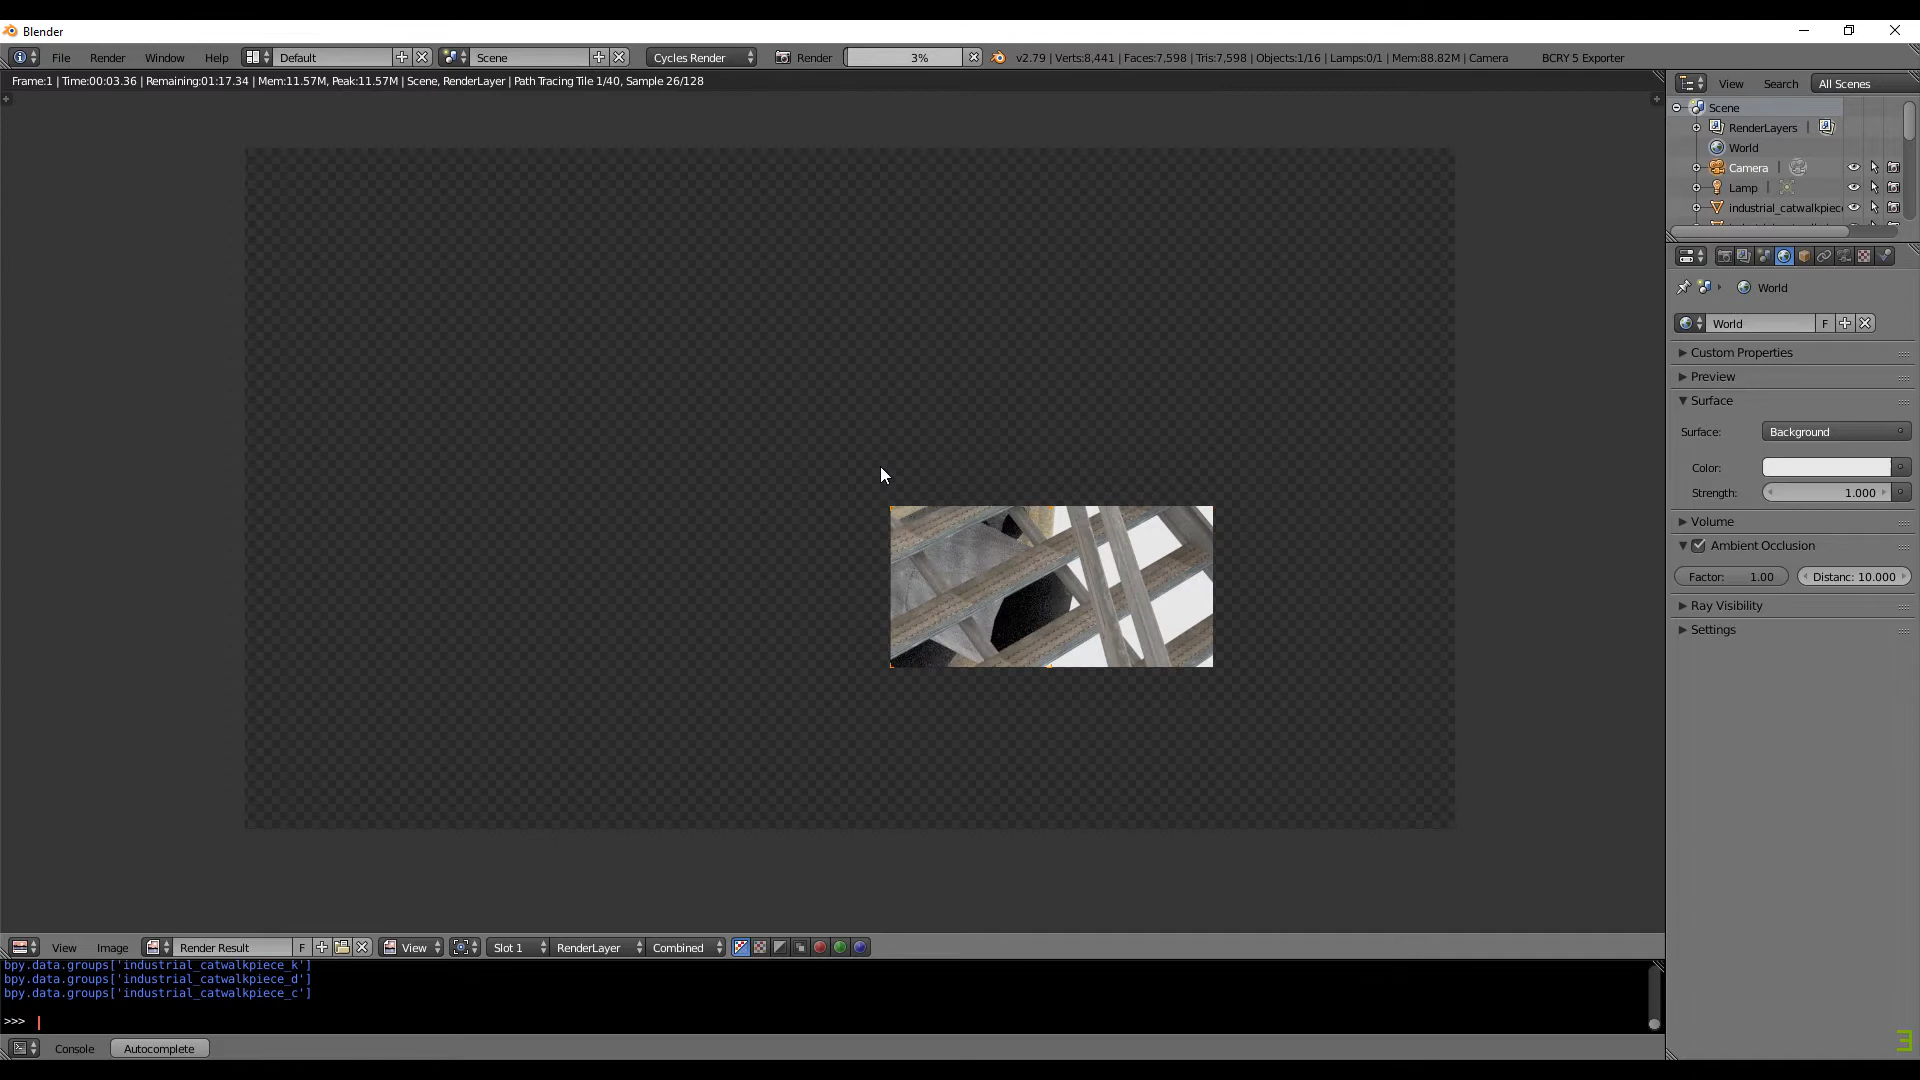 Blender
File Render Window Help Default Scene Cycles Render Render 3% v2.79 | Verts:8,441 | Faces:7,598 | Tris:7,598 | Objects:1/16 | Lamps:0/1 | Mem:88.82M | Camera BCRY 5 Exporter
Frame:1 | Time:00:03.36 | Remaining:01:17.34 | Mem:11.57M, Peak:11.57M | Scene, RenderLayer | Path Tracing Tile 1/40, Sample 26/128
View Search All Scenes
Scene
RenderLayers
World
Camera
Lamp
industrial_catwalkpiec
World
World F
Custom Properties
Preview
Surface
Surface: Background
Color:
Strength: 1.000
Volume
Ambient Occlusion
Factor: 1.00 Distanc: 10.000
Ray Visibility
Settings
View Image Render Result F View Slot 1 RenderLayer Combined
bpy.data.groups['industrial_catwalkpiece_k']
bpy.data.groups['industrial_catwalkpiece_d']
bpy.data.groups['industrial_catwalkpiece_c']
>>>
Console Autocomplete
3